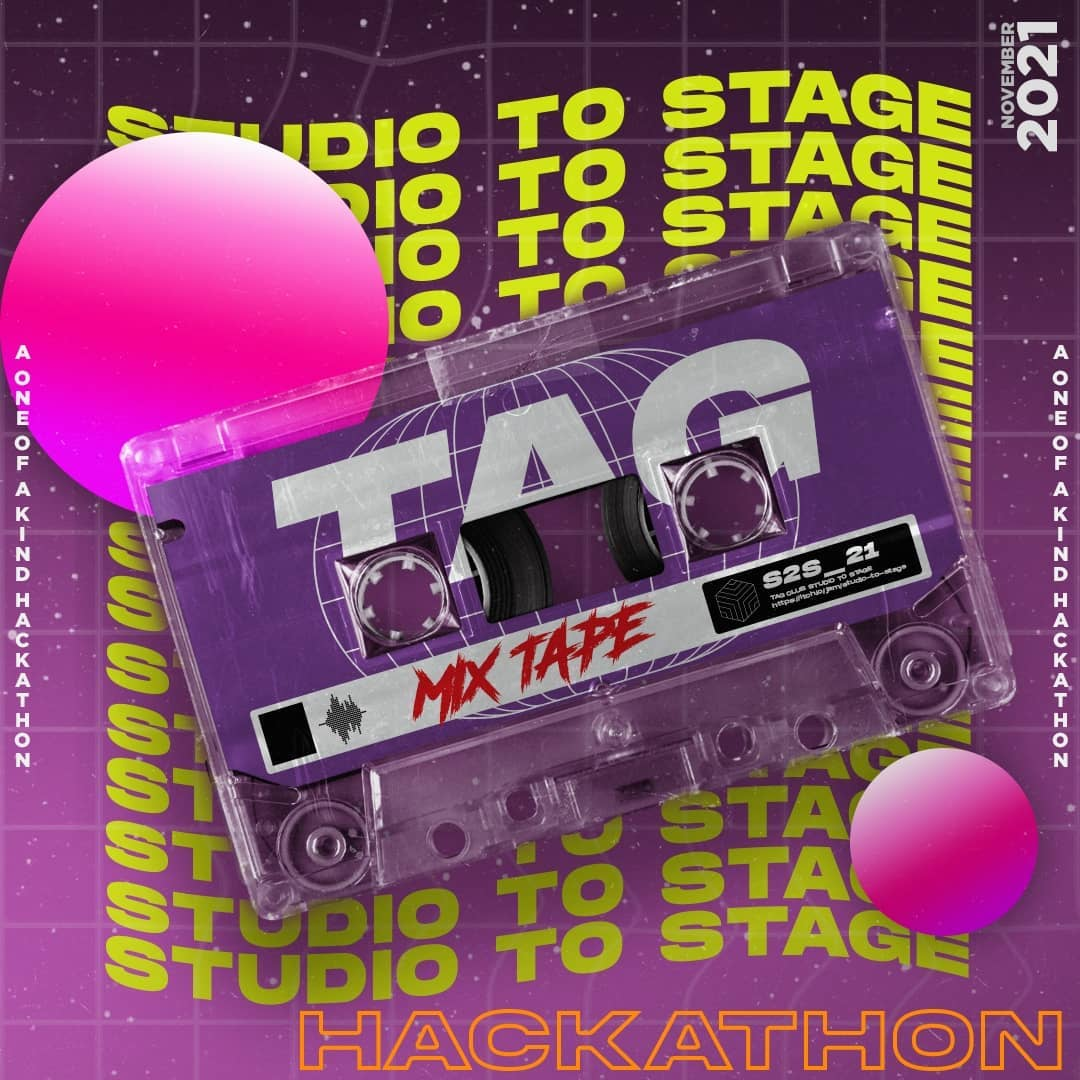 NOVEMBER
2021
STUDIO TO STAGE
STUDIO TO STAGE
STUDIO TO STAGE
STUDIO TO STAGE
A ONE OF A KIND HACKATHON
A ONE OF A KIND HACKATHON
TAG
S2S_21
TAG CLUB STUDIO TO STAGE
MIX TAPE
STUDIO TO STAGE
STUDIO TO STAGE
STUDIO TO STAGE
HACKATHON